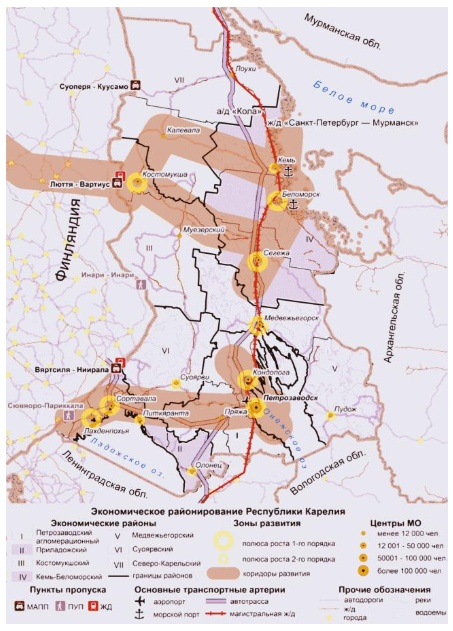 Мурманская обл.
VII
Лоухи
Суоперя - Куусамо
Белое море
а/д «Кола»
ж/д «Санкт-Петербург — Мурманск»
Калевала
Кемь
Люття - Вартиус
Костомукша
Беломорск
ФИНЛЯНДИЯ
Муезерский
III
IV
Сегежа
Инари - Инари
Архангельская обл.
Медвежьегорск
VI
V
Вяртсиля - Ниирала
Суоярви
Кондопога
Сортавала
Петрозаводск
Сювяоро-Париккала
Питкяранта
Пряжа
Пудож
Лахденпохья
Онежское оз.
Ладожское оз.
II
I
Олонец
Ленинградская обл.
Вологодская обл.
Экономическое районирование Республики Карелия
Экономические районы
Зоны развития
Центры МО
I Петрозаводский агломерационный
V Медвежьегорский
полюса роста 1-го порядка
менее 12 000 чел
II Приладожский
VI Суоярвский
полюса роста 2-го порядка
12 001 - 50 000 чел
III Костомукшский
VII Северо-Карельский
50001 - 100 000 чел
IV Кемь-Беломорский
границы районов
коридоры развития
более 100 000 чел
Пункты пропуска
Основные транспортные артерии
Прочие обозначения
МАПП
ПУП
ЖД
аэропорт
автотрасса
автодороги
реки
ж/д
водоемы
морской порт
магистральная ж/д
города